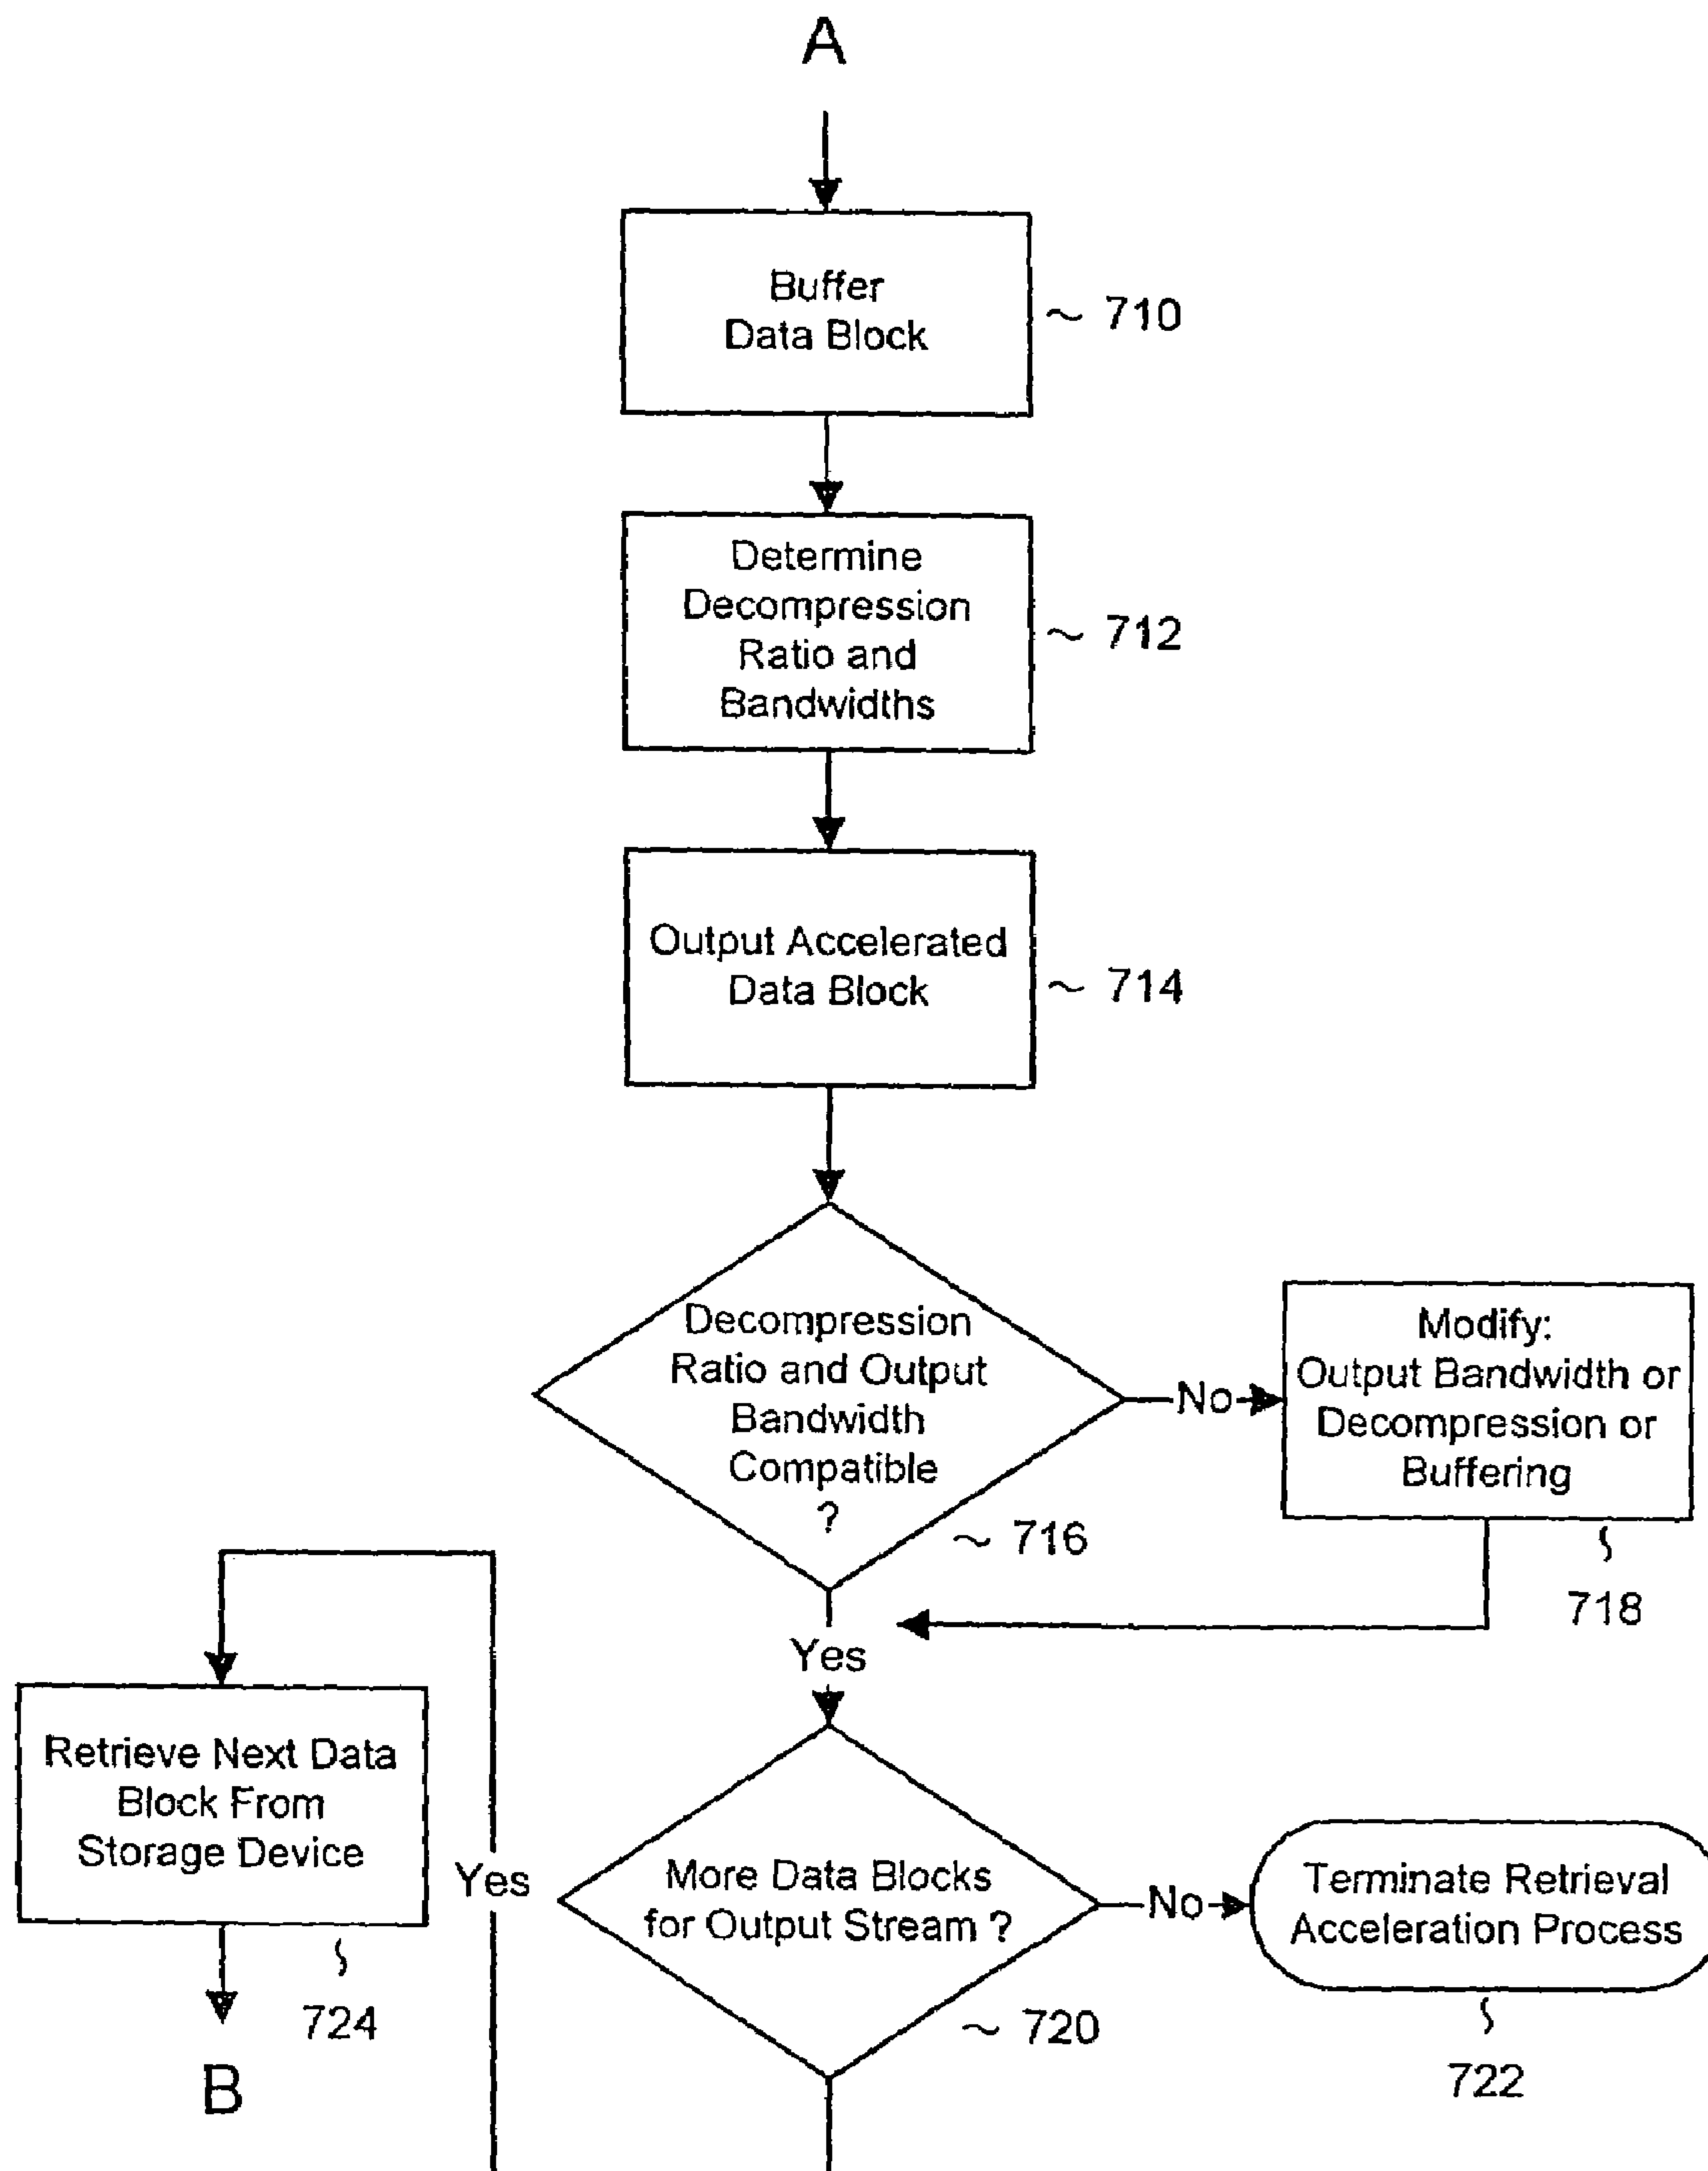 A
Buffer
Data Block
~ 710
Determine
Decompression
Ratio and
Bandwidths
~ 712
Output Accelerated
Data Block
~ 714
Decompression
Ratio and Output
Bandwidth
Compatible
?
~ 716
No
Modify:
Output Bandwidth or
Decompression or
Buffering
~ 718
Yes
More Data Blocks
for Output Stream ?
~ 720
No
Terminate Retrieval
Acceleration Process
~ 722
Yes
Retrieve Next Data
Block From
Storage Device
~ 724
B